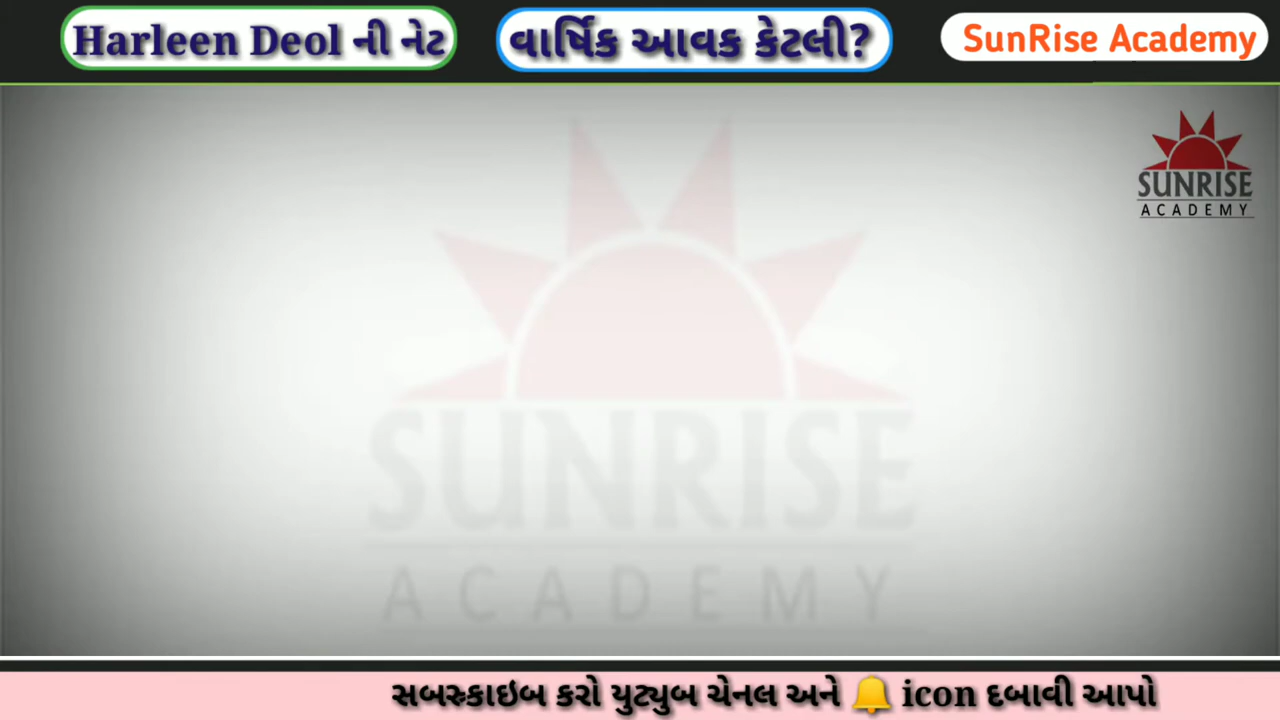 Harleen Deol ની નેટ
વાર્ષિક આવક કેટલી?
SunRise Academy
SUNRISE
ACADEMY
SUNRISE
ACADEMY
સબસ્ક્રાઇબ કરો યુટ્યુબ ચેનલ અને 🔔 icon દબાવી આપો